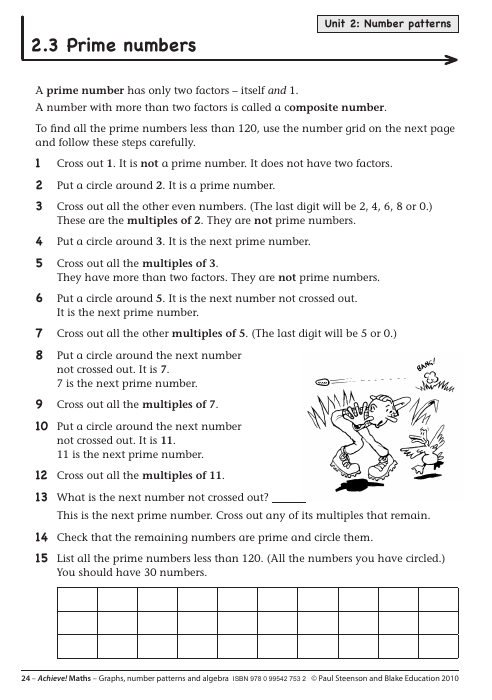 Unit 2: Number patterns
2.3 Prime numbers
A prime number has only two factors – itself and 1.
A number with more than two factors is called a composite number.
To find all the prime numbers less than 120, use the number grid on the next page
and follow these steps carefully.
1 Cross out 1. It is not a prime number. It does not have two factors.
2 Put a circle around 2. It is a prime number.
3 Cross out all the other even numbers. (The last digit will be 2, 4, 6, 8 or 0.)
These are the multiples of 2. They are not prime numbers.
4 Put a circle around 3. It is the next prime number.
5 Cross out all the multiples of 3.
They have more than two factors. They are not prime numbers.
6 Put a circle around 5. It is the next number not crossed out.
It is the next prime number.
7 Cross out all the other multiples of 5. (The last digit will be 5 or 0.)
8 Put a circle around the next number
not crossed out. It is 7.
7 is the next prime number.
BANG!
9 Cross out all the multiples of 7.
10 Put a circle around the next number
not crossed out. It is 11.
11 is the next prime number.
12 Cross out all the multiples of 11.
13 What is the next number not crossed out? _____
This is the next prime number. Cross out any of its multiples that remain.
14 Check that the remaining numbers are prime and circle them.
15 List all the prime numbers less than 120. (All the numbers you have circled.)
You should have 30 numbers.
24 – Achieve! Maths – Graphs, number patterns and algebra ISBN 978 0 99542 753 2 © Paul Steenson and Blake Education 2010